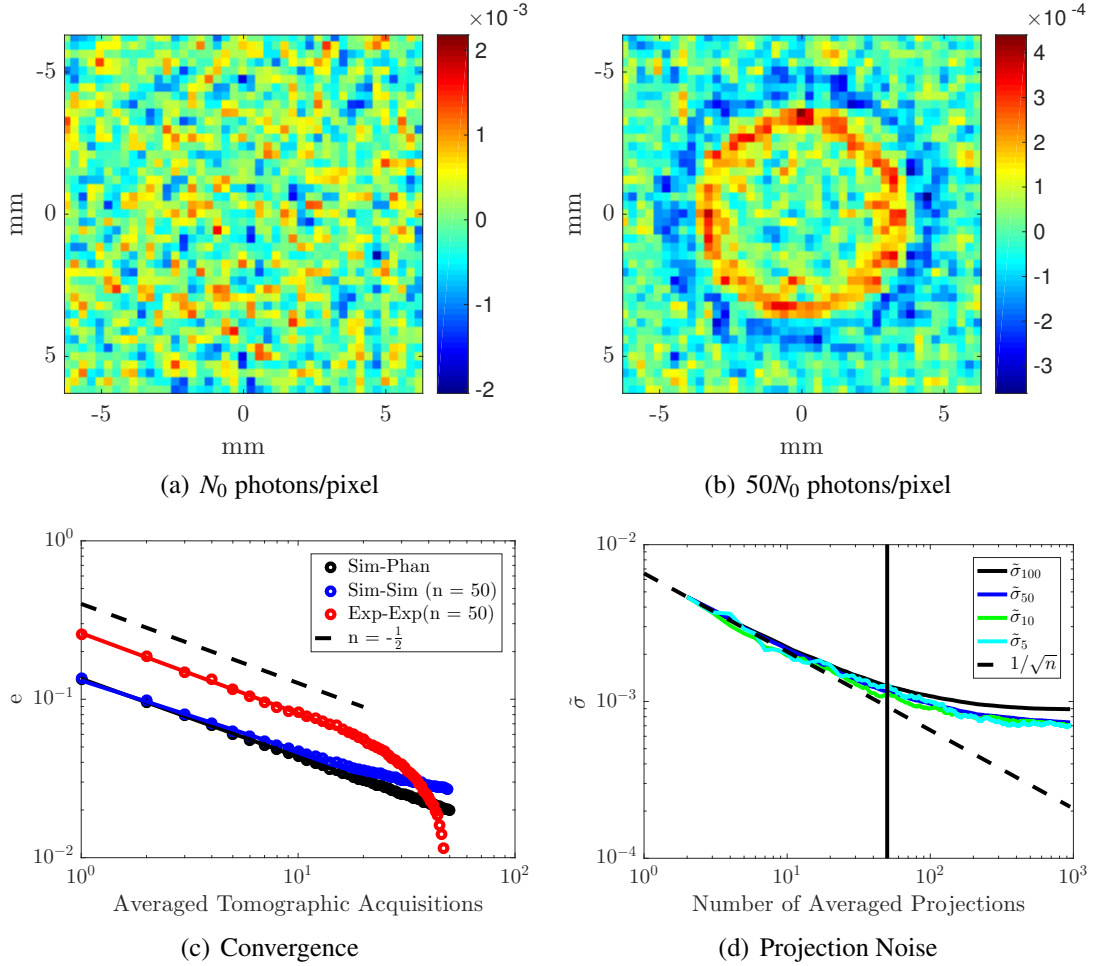 ×10⁻³
-5
0
5
mm
-5
0
5
mm
2
1
0
-1
-2
(a) N₀ photons/pixel
×10⁻⁴
-5
0
5
mm
-5
0
5
mm
4
3
2
1
0
-1
-2
-3
(b) 50N₀ photons/pixel
10⁰
10⁻¹
10⁻²
e
Sim-Phan
Sim-Sim (n = 50)
Exp-Exp(n = 50)
n = -½
10⁰
10¹
10²
Averaged Tomographic Acquisitions
(c) Convergence
10⁻²
10⁻³
10⁻⁴
σ̃
σ̃₁₀₀
σ̃₅₀
σ̃₁₀
σ̃₅
1/√n
10⁰
10¹
10²
10³
Number of Averaged Projections
(d) Projection Noise